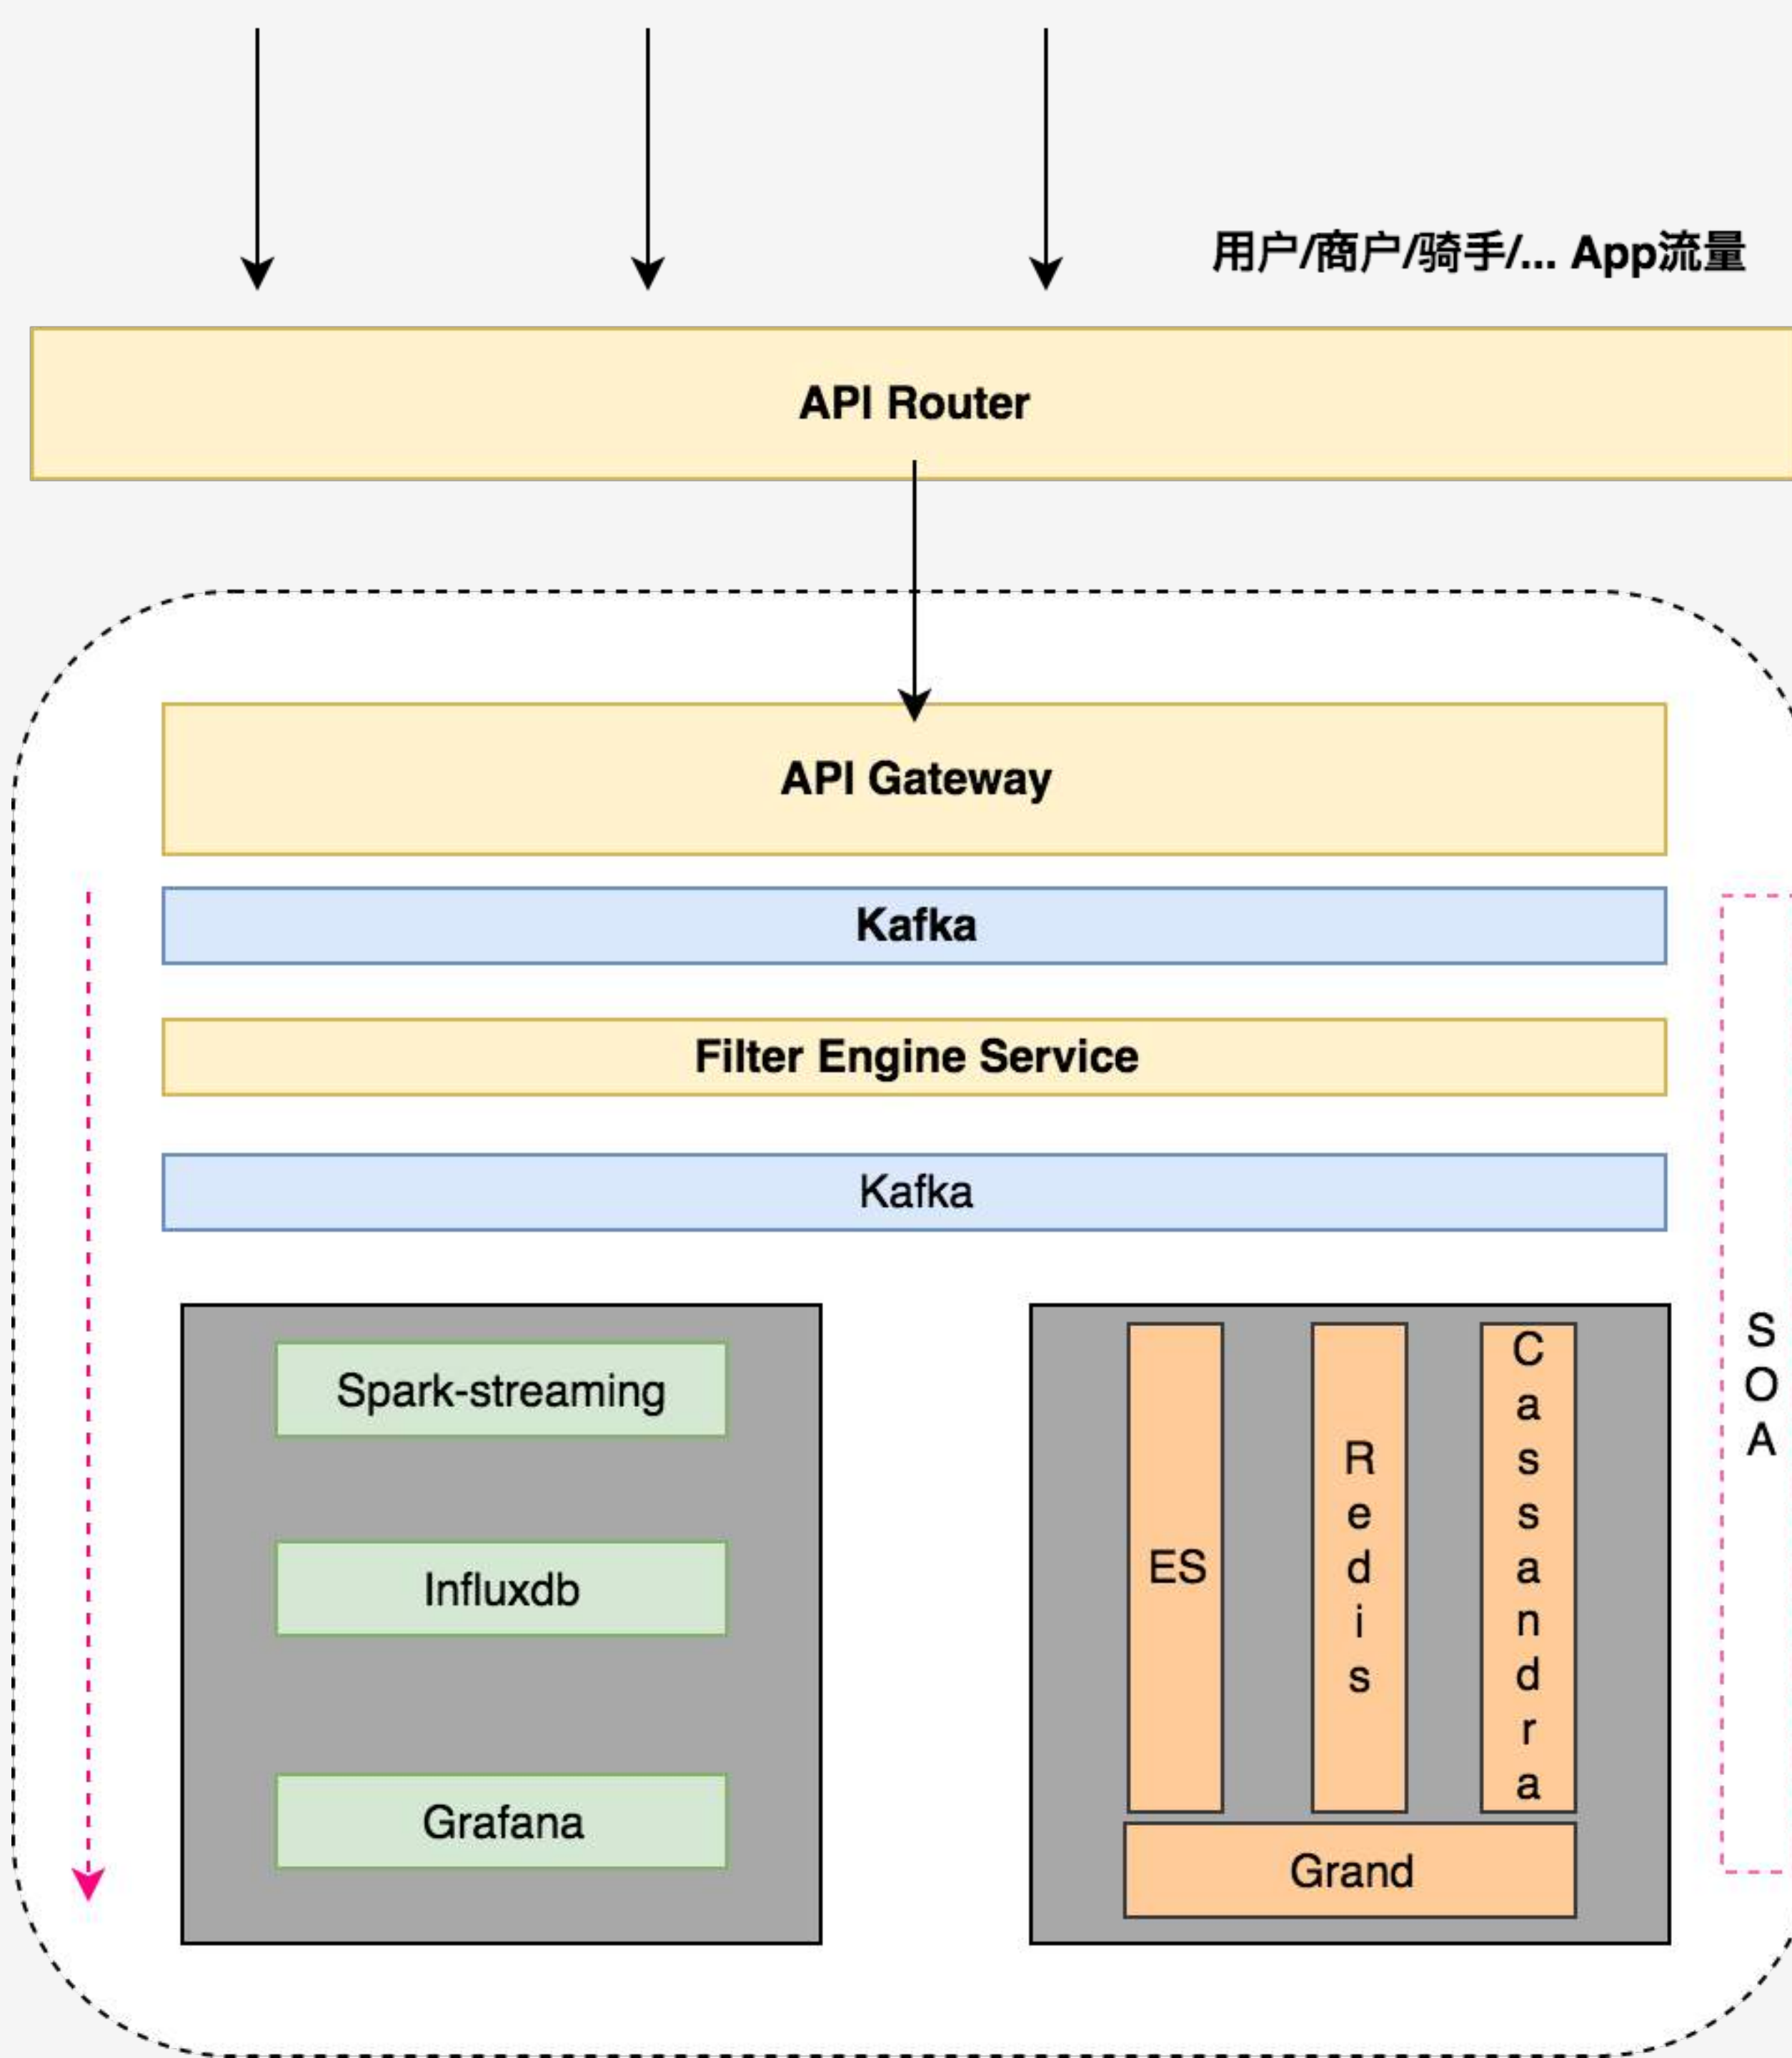 用户/商户/骑手/... App流量
API Router
API Gateway
Kafka
Filter Engine Service
Kafka
Spark-streaming
Influxdb
Grafana
ES
Redis
Cassandra
Grand
SOA